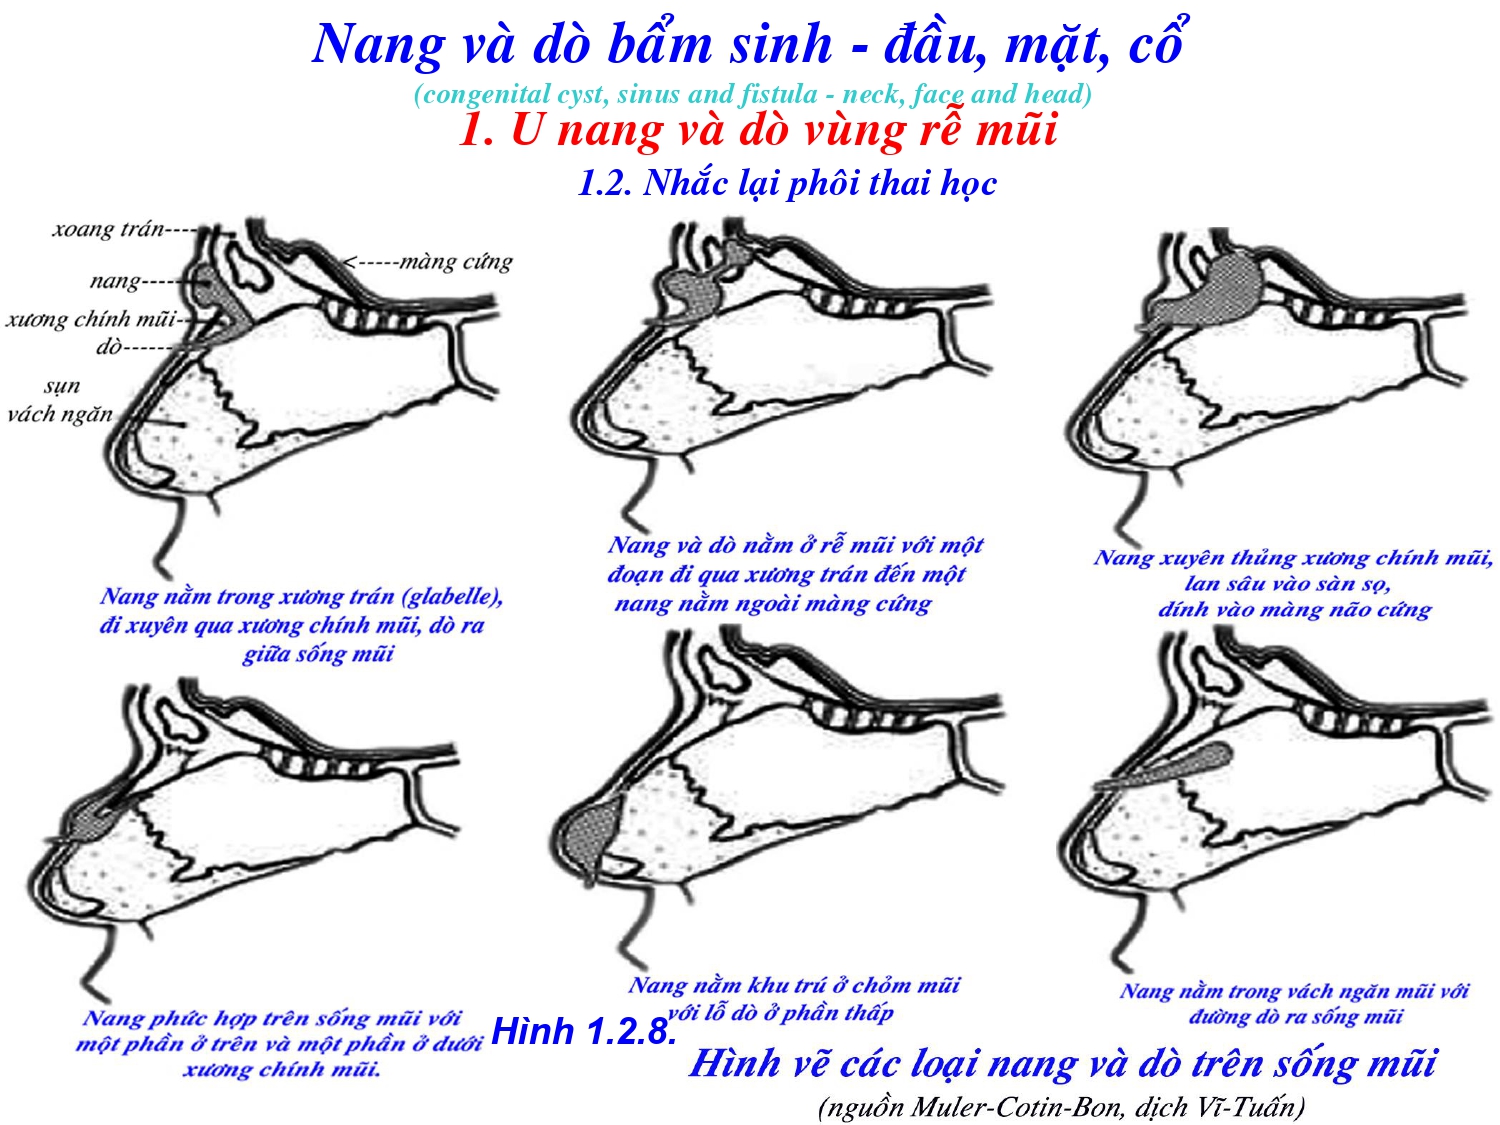 Nang và dò bẩm sinh - đầu, mặt, cổ
(congenital cyst, sinus and fistula - neck, face and head)
1. U nang và dò vùng rễ mũi
1.2. Nhắc lại phôi thai học
xoang trán
màng cứng
nang
xương chính mũi
dò
sụn
vách ngăn
Nang nằm trong xương trán (glabelle),
đi xuyên qua xương chính mũi, dò ra
giữa sống mũi
Nang và dò nằm ở rễ mũi với một
đoạn đi qua xương trán đến một
nang nằm ngoài màng cứng
Nang xuyên thủng xương chính mũi,
lan sâu vào sàn sọ,
dính vào màng não cứng
Nang phức hợp trên sống mũi với
một phần ở trên và một phần ở dưới
xương chính mũi.
Nang nằm khu trú ở chỏm mũi
với lỗ dò ở phần thấp
Nang nằm trong vách ngăn mũi với
đường dò ra sống mũi
Hình 1.2.8.
Hình vẽ các loại nang và dò trên sống mũi
(nguồn Muler-Cotin-Bon, dịch Vĩ-Tuấn)